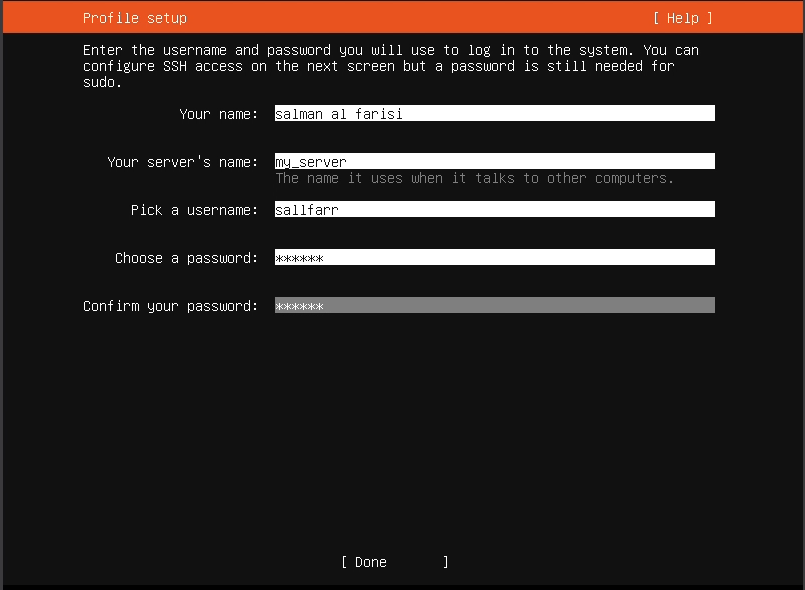 Profile setup [ Help ]
Enter the username and password you will use to log in to the system. You can
configure SSH access on the next screen but a password is still needed for
sudo.
Your name: salman al farisi
Your server's name: my_server
The name it uses when it talks to other computers.
Pick a username: sallfarr
Choose a password: ******
Confirm your password: ******
[ Done ]